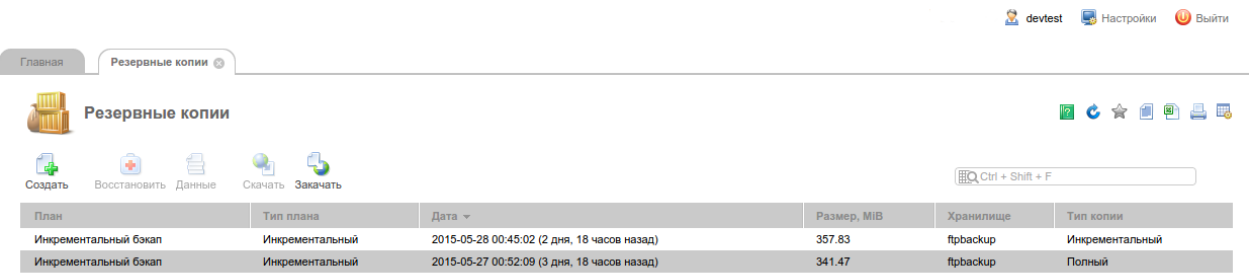 devtest Настройки Выйти
Главная Резервные копии
Резервные копии
Создать Восстановить Данные Скачать Закачать Ctrl + Shift + F
План Тип плана Дата Размер, MiB Хранилище Тип копии
Инкрементальный бэкап Инкрементальный 2015-05-28 00:45:02 (2 дня, 18 часов назад) 357.83 ftpbackup Инкрементальный
Инкрементальный бэкап Инкрементальный 2015-05-27 00:52:09 (3 дня, 18 часов назад) 341.47 ftpbackup Полный